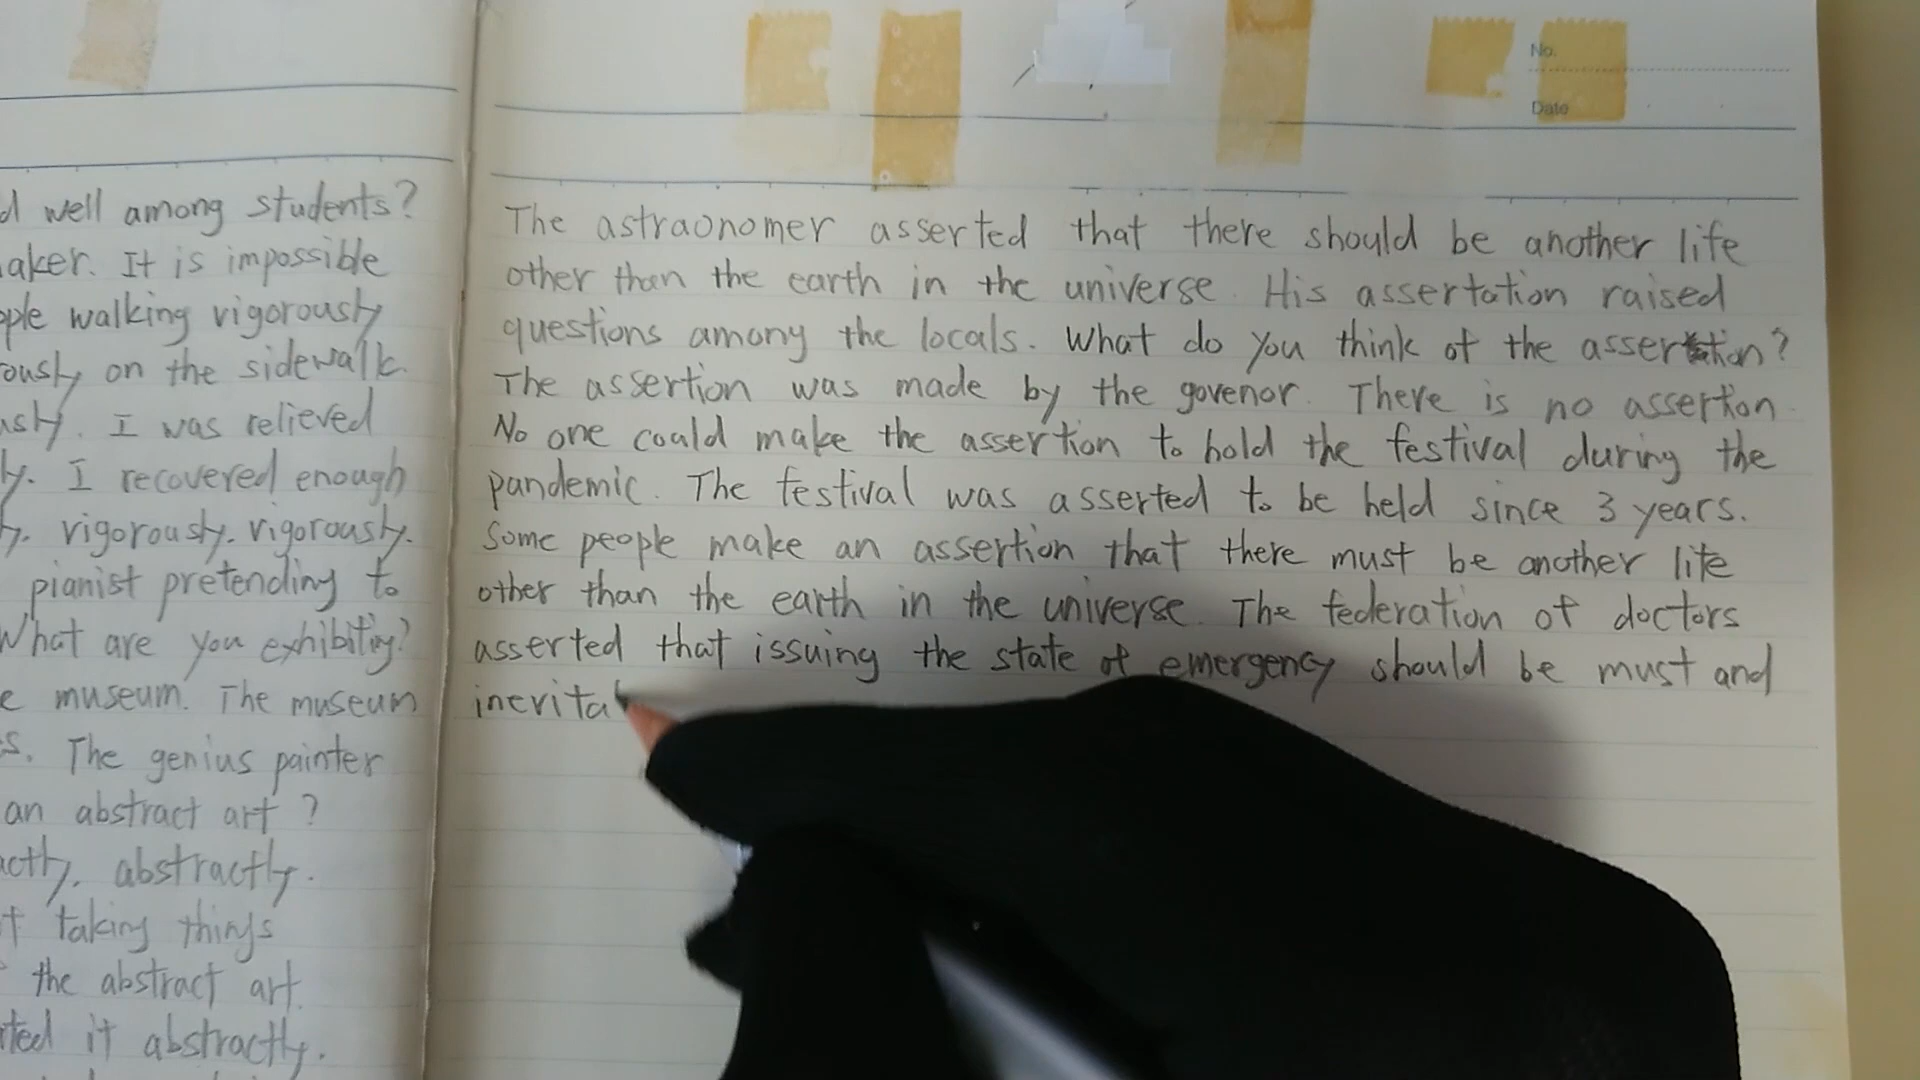 well among students?
It is impossible
walking vigorously
on the sidewalk.
I was relieved
I recovered enough
vigorously. vigorously.
pianist pretending to
What are you exhibiting?
museum. The museum
The genius painter
an abstract art ?
abstractly.
taking things
the abstract art.
it abstractly.
No.
Date
The astraonomer asserted that there should be another life
other than the earth in the universe. His assertation raised
questions among the locals. What do you think of the assertion?
The assertion was made by the govenor. There is no assertion.
No one could make the assertion to hold the festival during the
pandemic. The festival was asserted to be held since 3 years.
Some people make an assertion that there must be another life
other than the earth in the universe. The federation of doctors
asserted that issuing the state of emergency should be must and
inevita